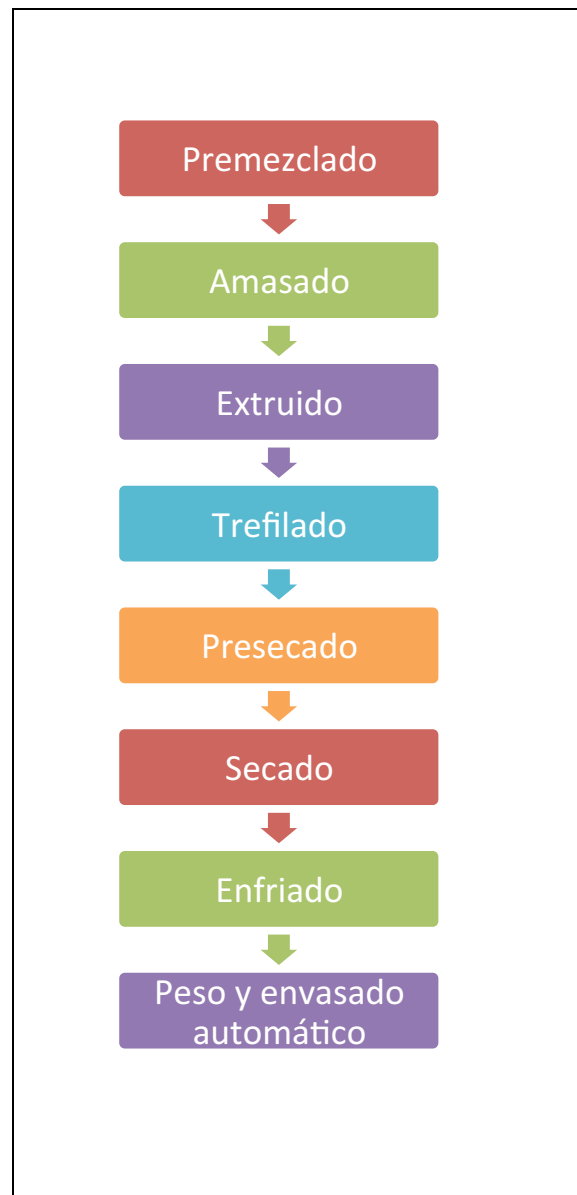 Premezclado
Amasado
Extruido
Trefilado
Presecado
Secado
Enfriado
Peso y envasado
automático